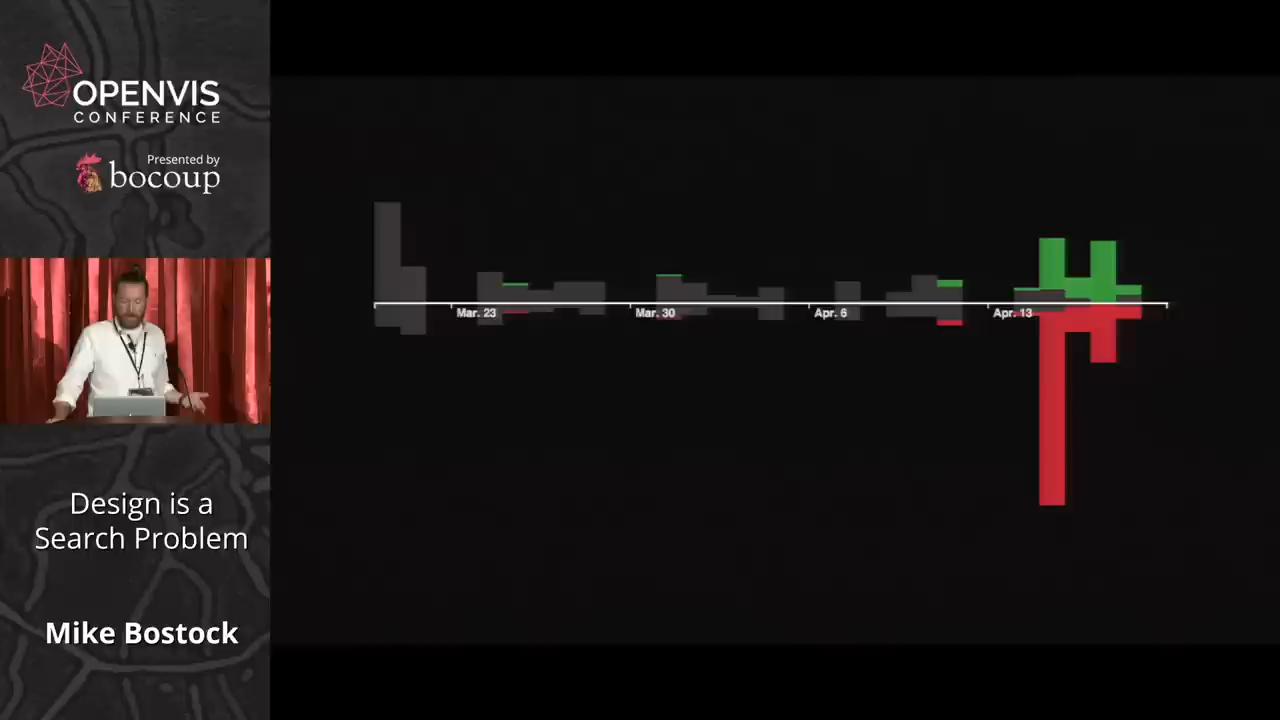 OPENVIS
CONFERENCE
Presented by
bocoup
Design is a
Search Problem
Mike Bostock
Mar. 23
Mar. 30
Apr. 6
Apr. 13